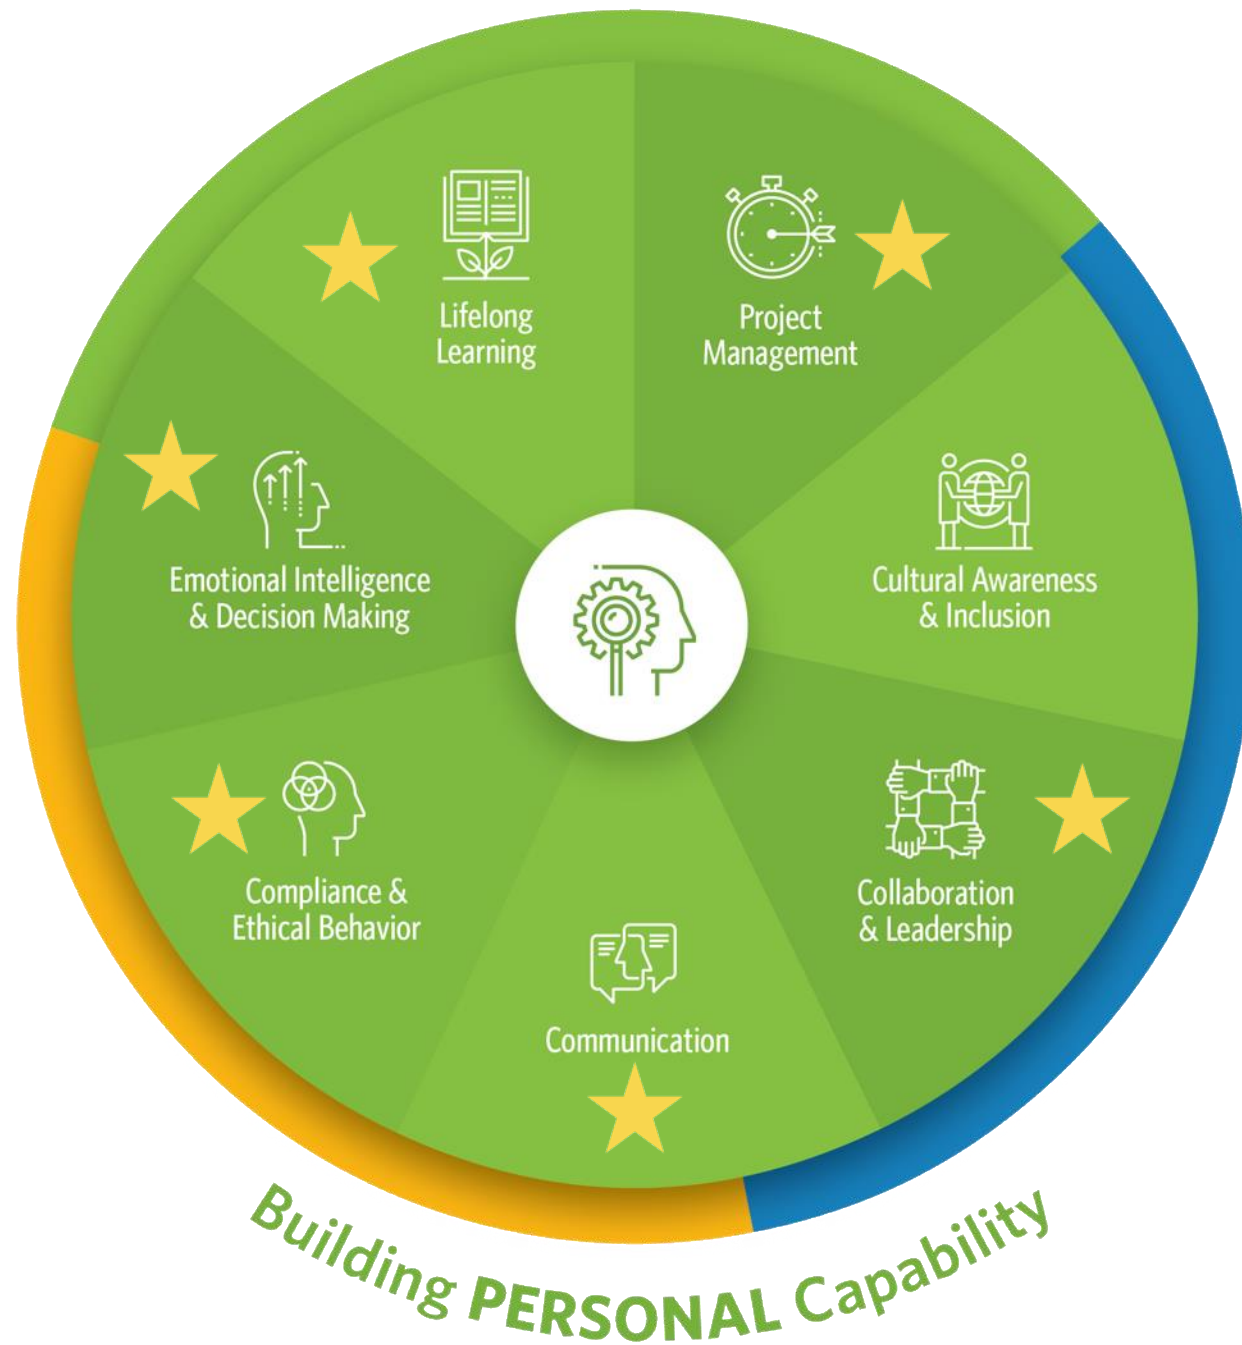 Lifelong
Learning
Project
Management
Emotional Intelligence
& Decision Making
Cultural Awareness
& Inclusion
Compliance &
Ethical Behavior
Collaboration
& Leadership
Communication
Building PERSONAL Capability